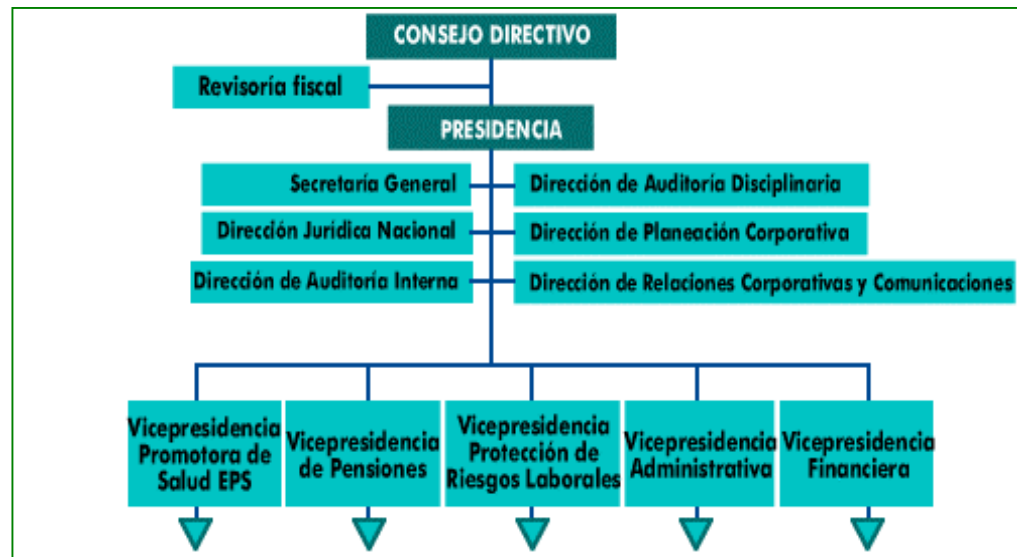 CONSEJO DIRECTIVO
Revisoría fiscal
PRESIDENCIA
Secretaría General
Dirección de Auditoría Disciplinaria
Dirección Jurídica Nacional
Dirección de Planeación Corporativa
Dirección de Auditoría Interna
Dirección de Relaciones Corporativas y Comunicaciones
Vicepresidencia
Promotora de
Salud EPS
Vicepresidencia
de Pensiones
Vicepresidencia
Protección de
Riesgos Laborales
Vicepresidencia
Administrativa
Vicepresidencia
Financiera